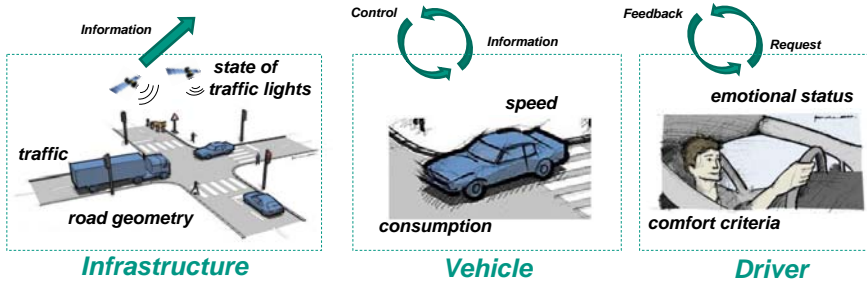 Information
state of
traffic lights
traffic
road geometry
Infrastructure
Control
Information
speed
consumption
Vehicle
Feedback
Request
emotional status
comfort criteria
Driver